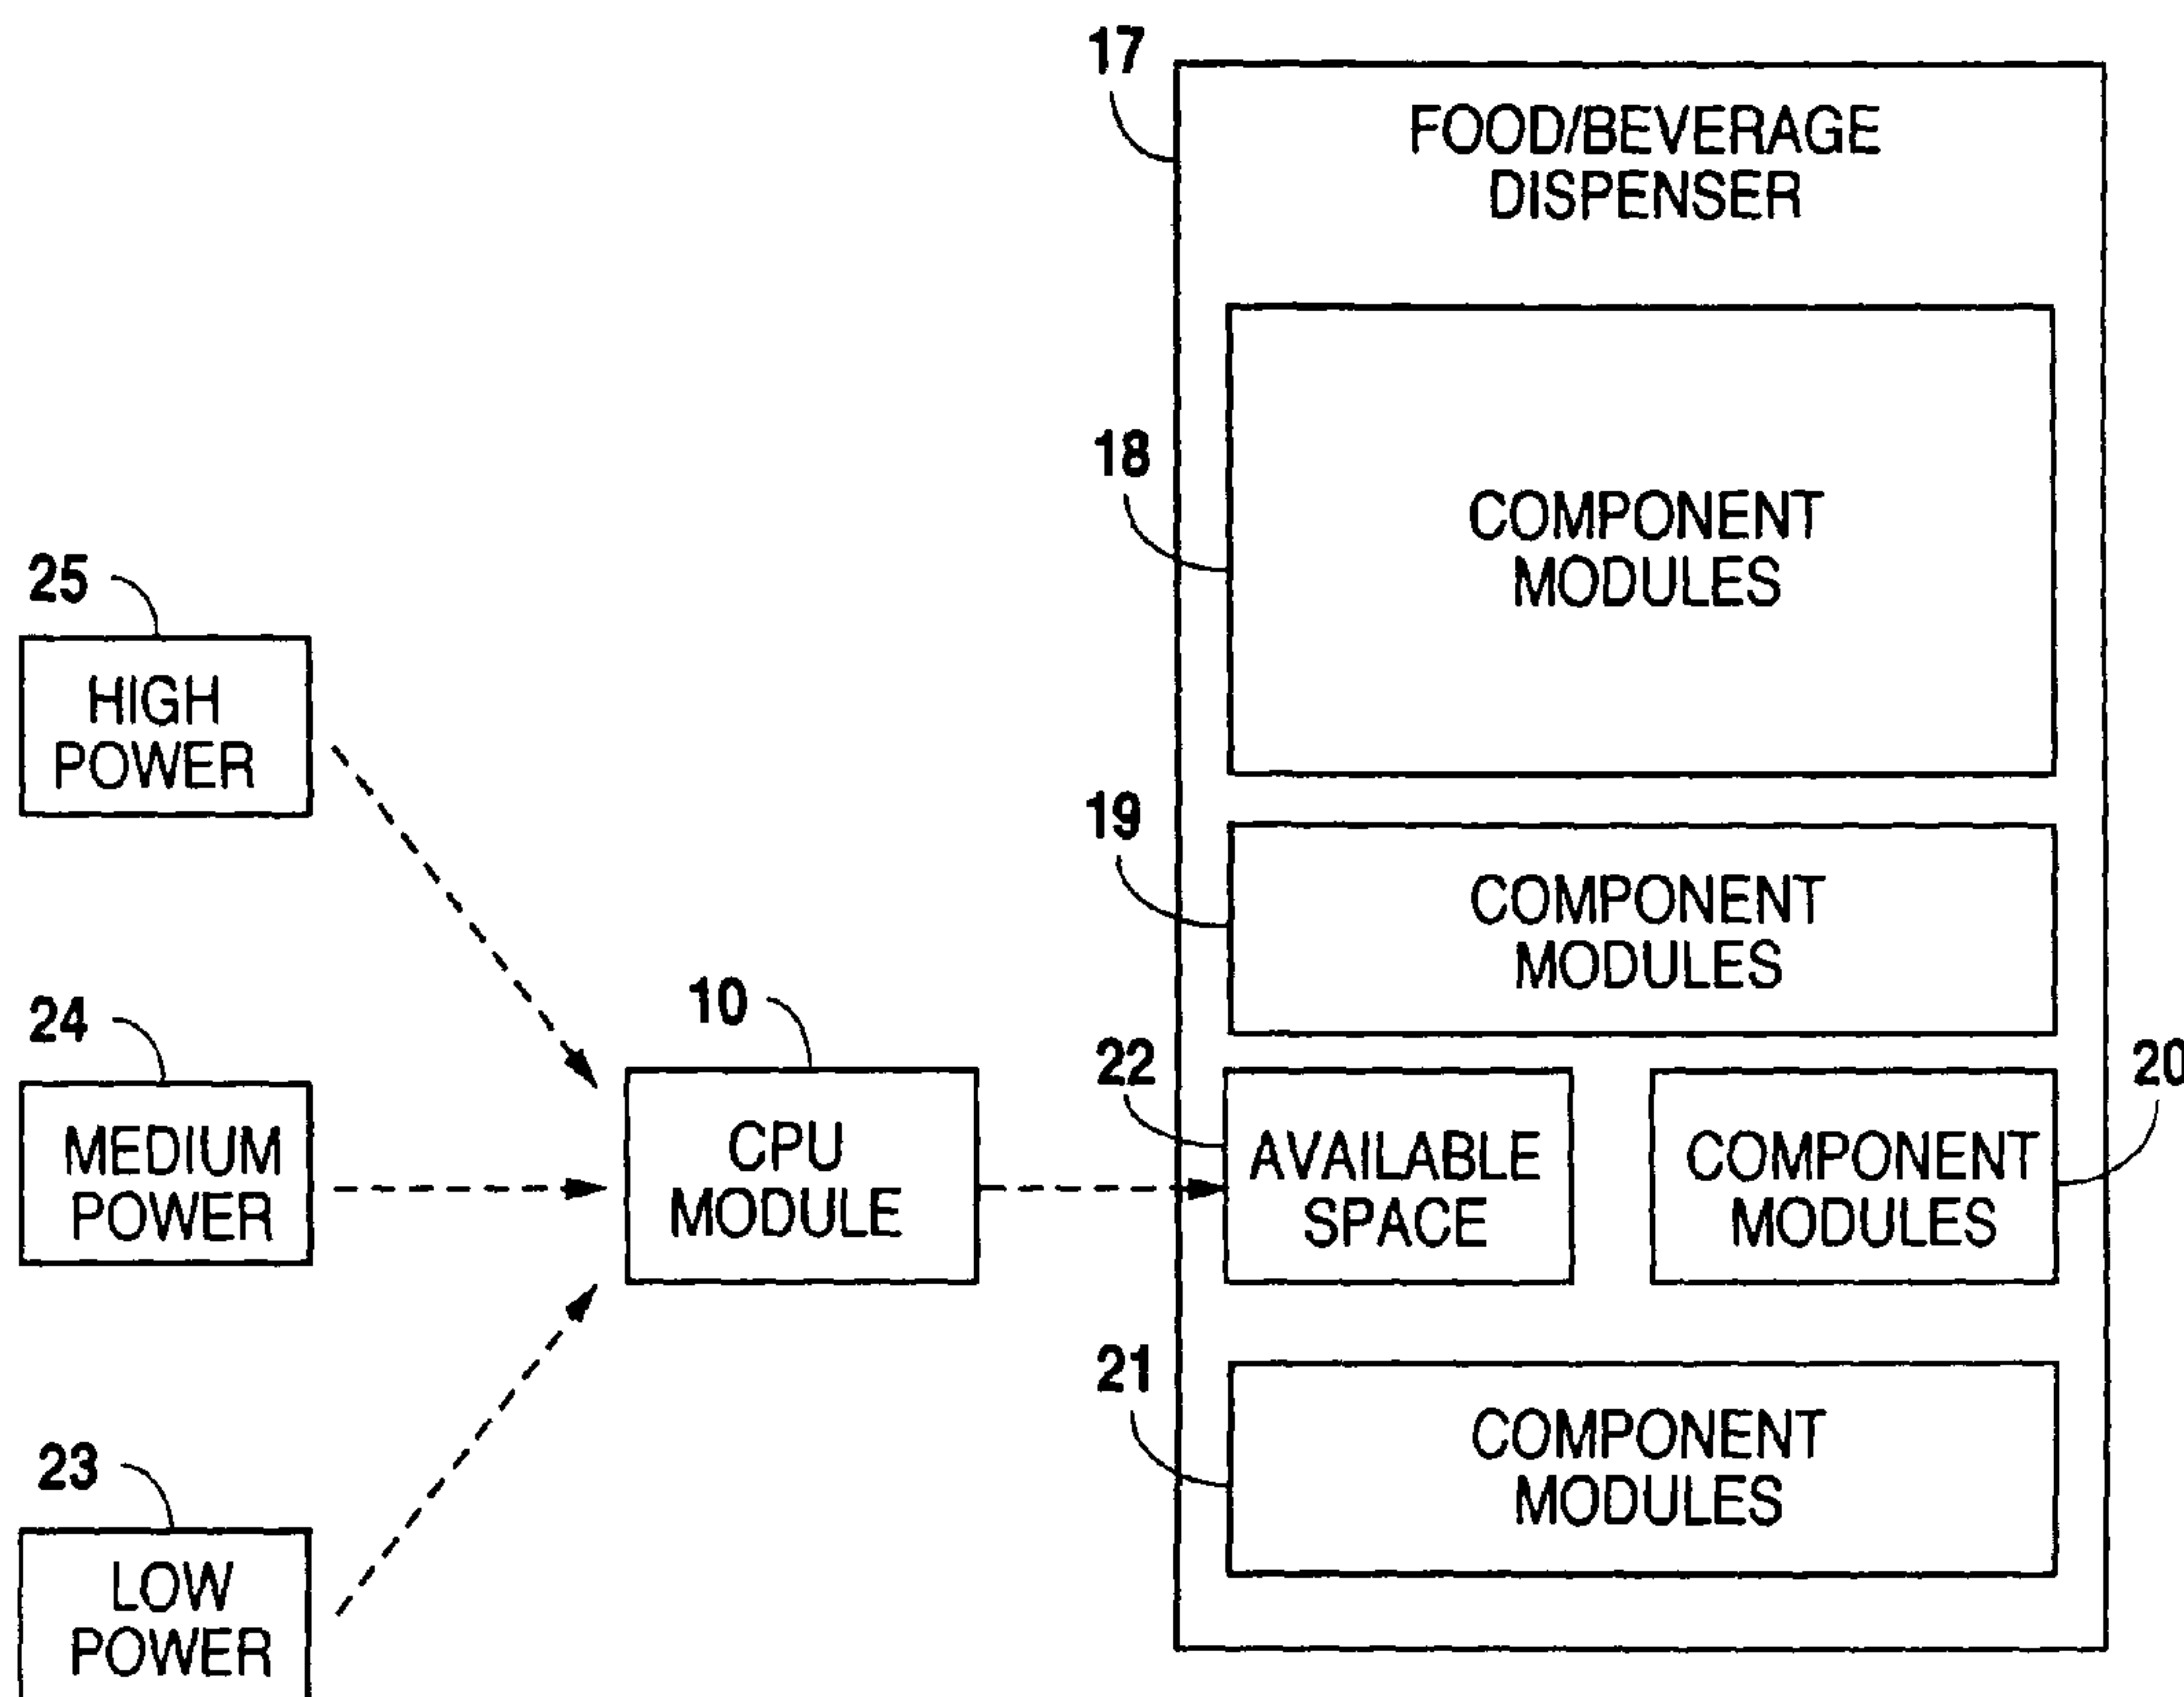 17
FOOD/BEVERAGE
DISPENSER
18
COMPONENT
MODULES
25
HIGH
POWER
19
COMPONENT
MODULES
24
MEDIUM
POWER
10
CPU
MODULE
22
AVAILABLE
SPACE
20
COMPONENT
MODULES
21
COMPONENT
MODULES
23
LOW
POWER